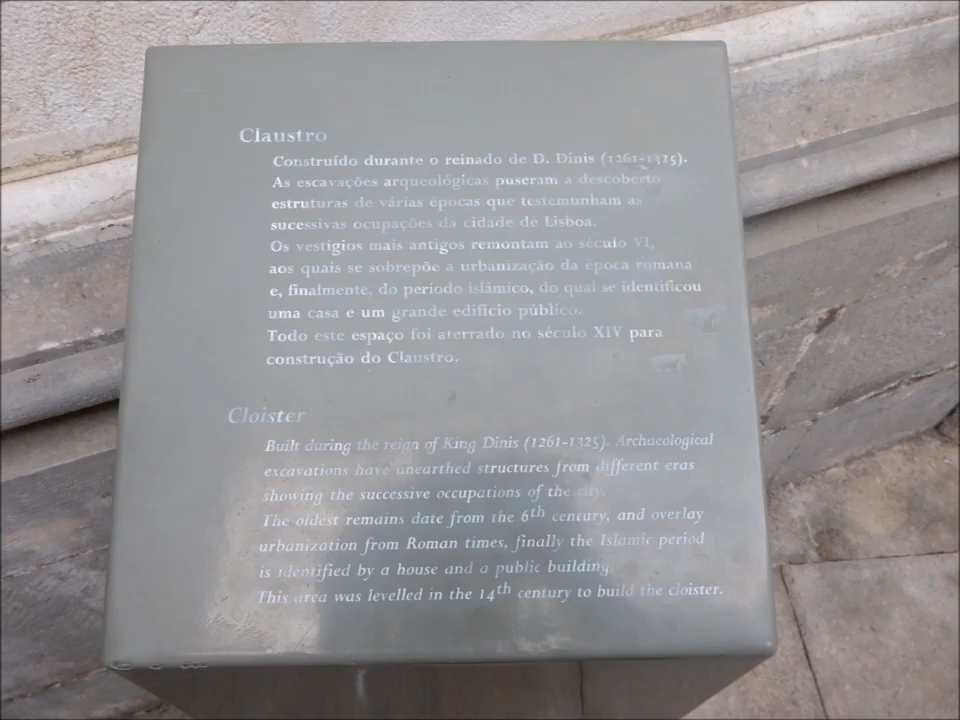 Claustro
Construído durante o reinado de D. Dinis (1261-1325).
As escavações arqueológicas puseram a descoberto
estruturas de várias épocas que testemunham as
sucessivas ocupações da cidade de Lisboa.
Os vestígios mais antigos remontam ao século VI,
aos quais se sobrepõe a urbanização da época romana
e, finalmente, do período islâmico, do qual se identificou
uma casa e um grande edifício público.
Todo este espaço foi aterrado no século XIV para
construção do Claustro.
Cloister
Built during the reign of King Dinis (1261-1325). Archaeological
excavations have unearthed structures from different eras
showing the successive occupations of the city.
The oldest remains date from the 6th century, and overlay
urbanization from Roman times, finally the Islamic period
is identified by a house and a public building.
This area was levelled in the 14th century to build the cloister.